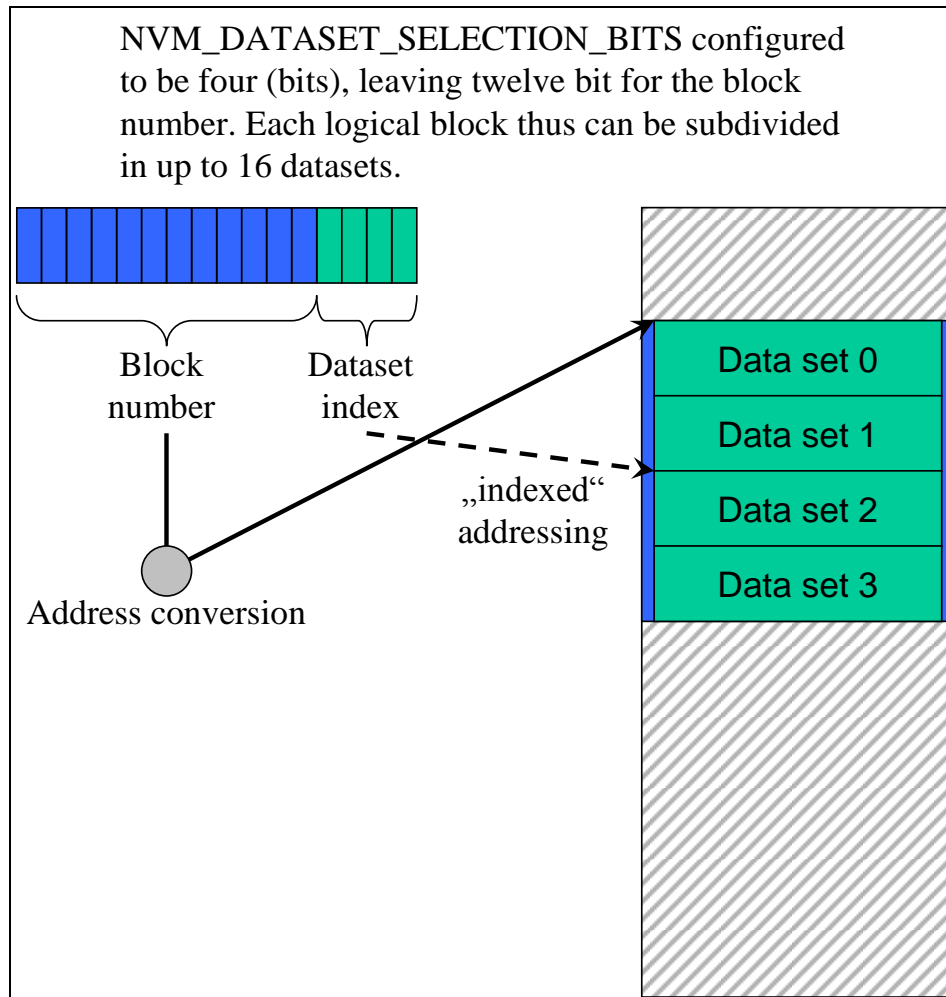 NVM_DATASET_SELECTION_BITS configured
to be four (bits), leaving twelve bit for the block
number. Each logical block thus can be subdivided
in up to 16 datasets.
Block
number
Dataset
index
„indexed“
addressing
Address conversion
Data set 0
Data set 1
Data set 2
Data set 3